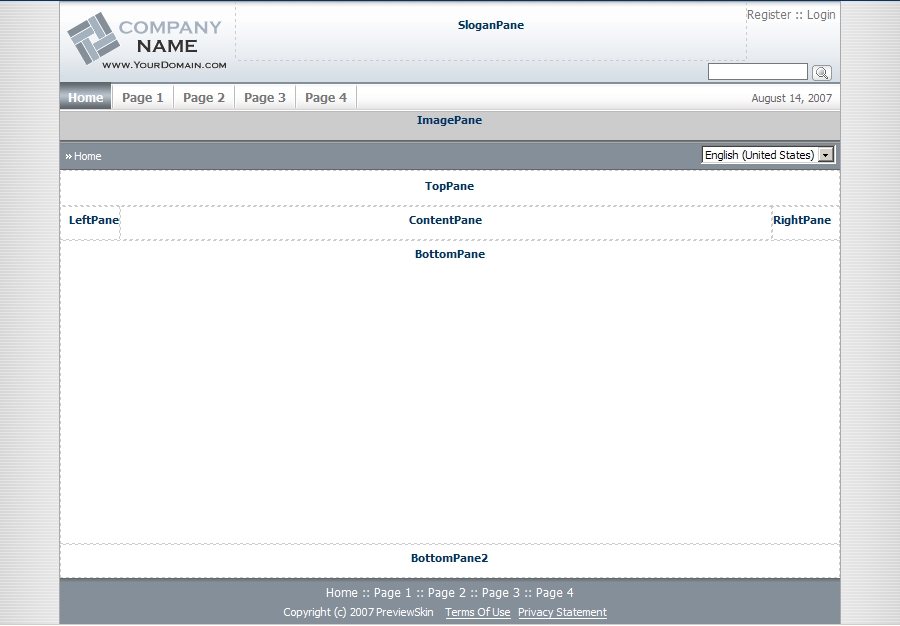 COMPANY
NAME
www.YourDomain.com
SloganPane
Register :: Login
Home Page 1 Page 2 Page 3 Page 4
August 14, 2007
ImagePane
» Home
English (United States)
TopPane
LeftPane
ContentPane
RightPane
BottomPane
BottomPane2
Home :: Page 1 :: Page 2 :: Page 3 :: Page 4
Copyright (c) 2007 PreviewSkin Terms Of Use Privacy Statement